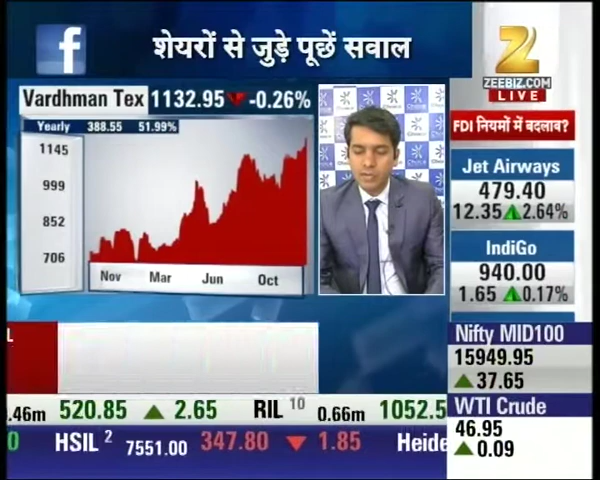 f
शेयरों से जुड़े पूछें सवाल
Z
ZEEBIZ.COM
LIVE
Vardhman Tex 1132.95 ▼ -0.26%
Yearly 388.55 51.99%
1145
999
852
706
Nov Mar Jun Oct
Choice
FDI नियमों में बदलाव?
Jet Airways
479.40
12.35 ▲ 2.64%
IndiGo
940.00
1.65 ▲ 0.17%
Nifty MID100
15949.95
▲ 37.65
WTI Crude
46.95
▲ 0.09
L
.46m 520.85 ▲ 2.65 RIL 10 0.66m 1052.5
0 HSIL 2 7551.00 347.80 ▼ 1.85 Heide